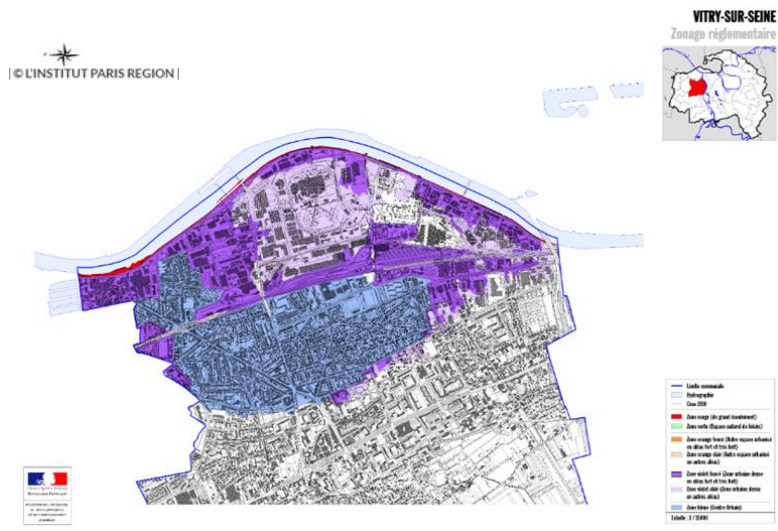 VITRY-SUR-SEINE
Zonage réglementaire
| © L'INSTITUT PARIS REGION |
Limite communale
Hydrographie
Zone rouge (de grand écoulement)
Zone verte (Espace naturel de loisirs)
Zone orange foncé (Autre espace urbanisé
en aléas fort et très fort)
Zone orange clair (Autre espace urbanisé
en autres aléas)
Zone violet foncé (Zone urbaine dense
en aléas fort et très fort)
Zone violet clair (Zone urbaine dense
en autres aléas)
Zone bleue (Centre Urbain)